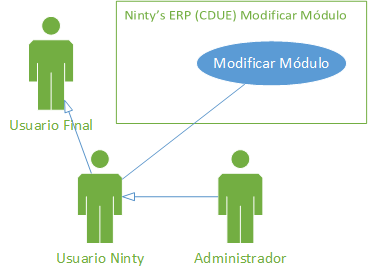 Ninty's ERP (CDUE) Modificar Módulo
Modificar Módulo
Usuario Final
Usuario Ninty
Administrador